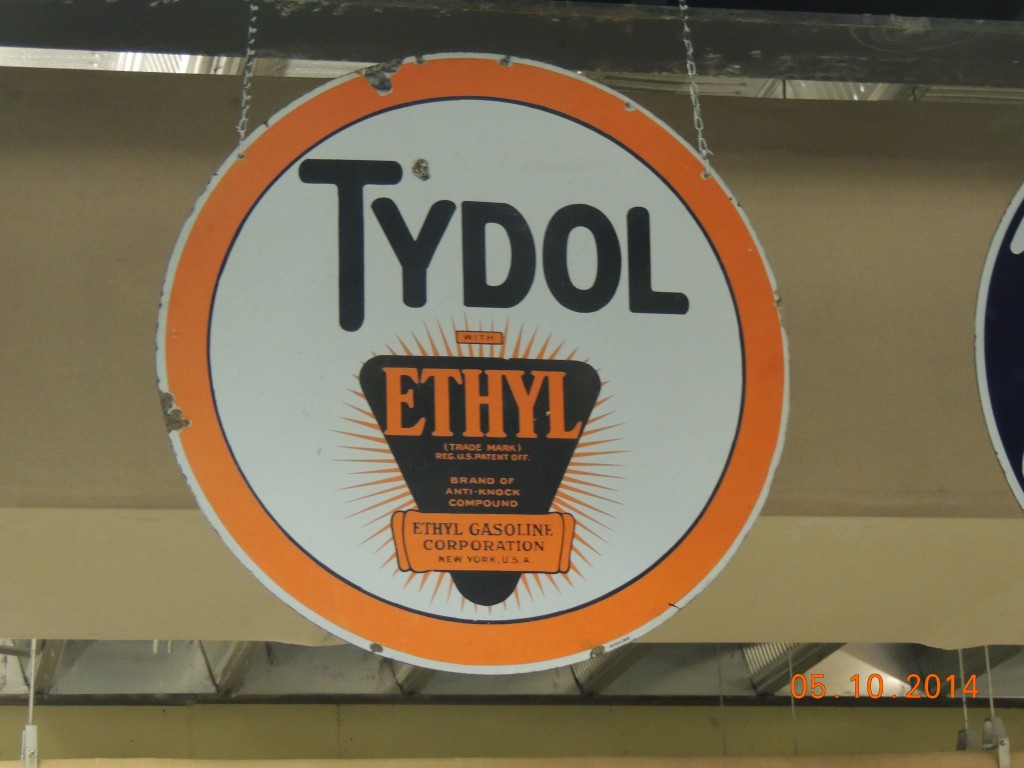 TYDOL
WITH
ETHYL
(TRADE MARK)
REG. U.S. PATENT OFF.
BRAND OF
ANTI-KNOCK
COMPOUND
ETHYL GASOLINE
CORPORATION
NEW YORK, U.S.A.
05.10.2014